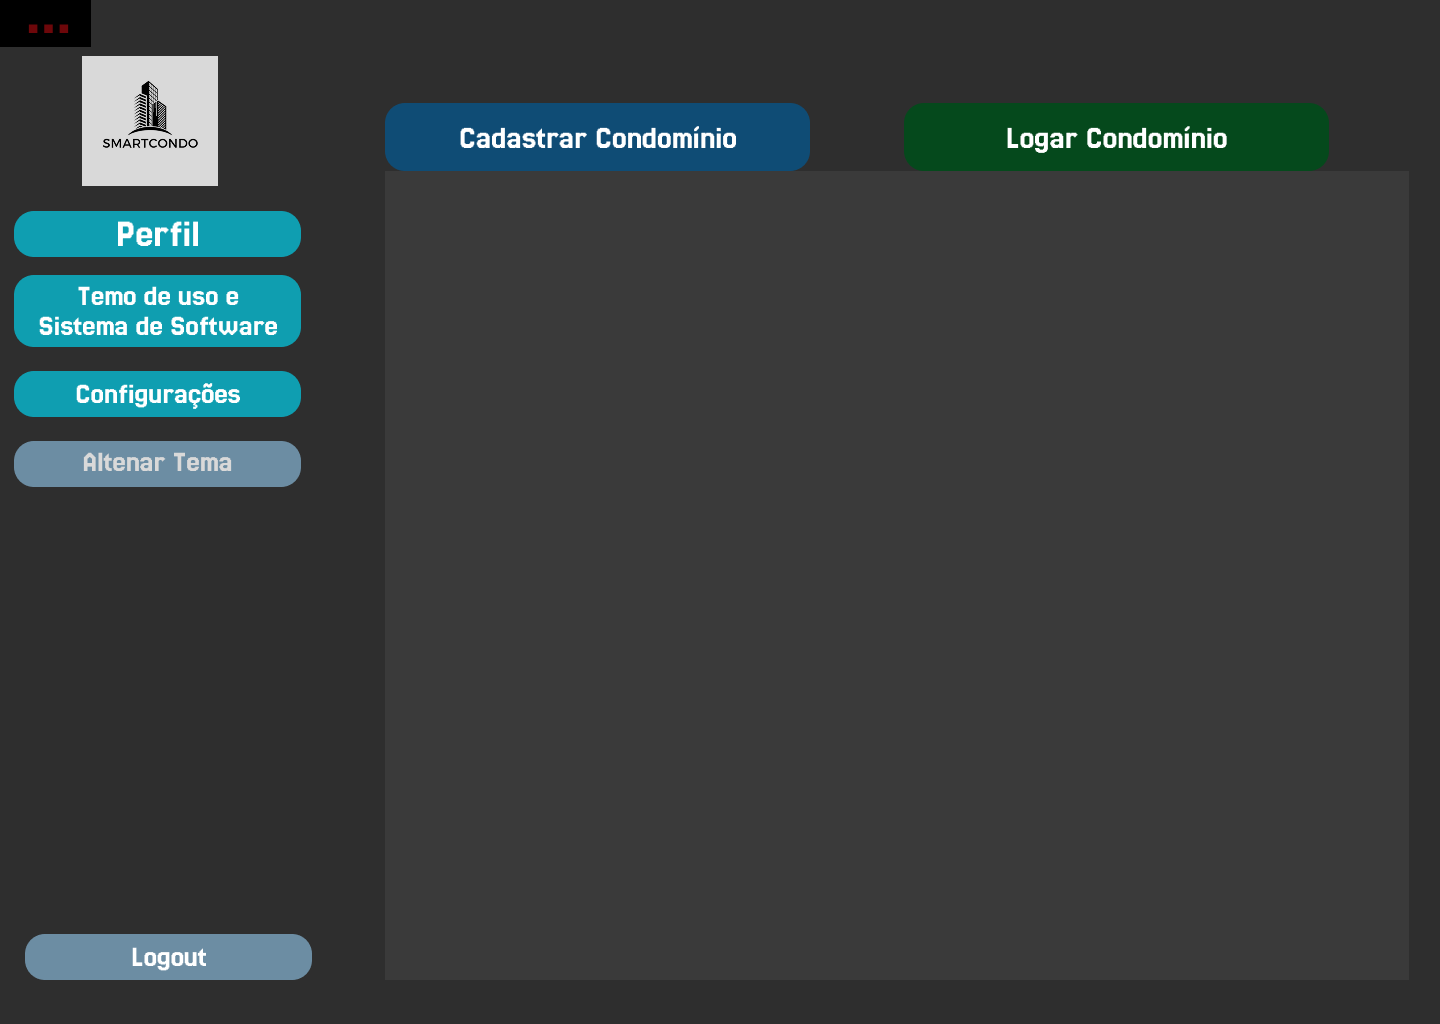 ...
SMARTCONDO
Cadastrar Condomínio
Logar Condomínio
Perfil
Temo de uso e
Sistema de Software
Configurações
Altenar Tema
Logout